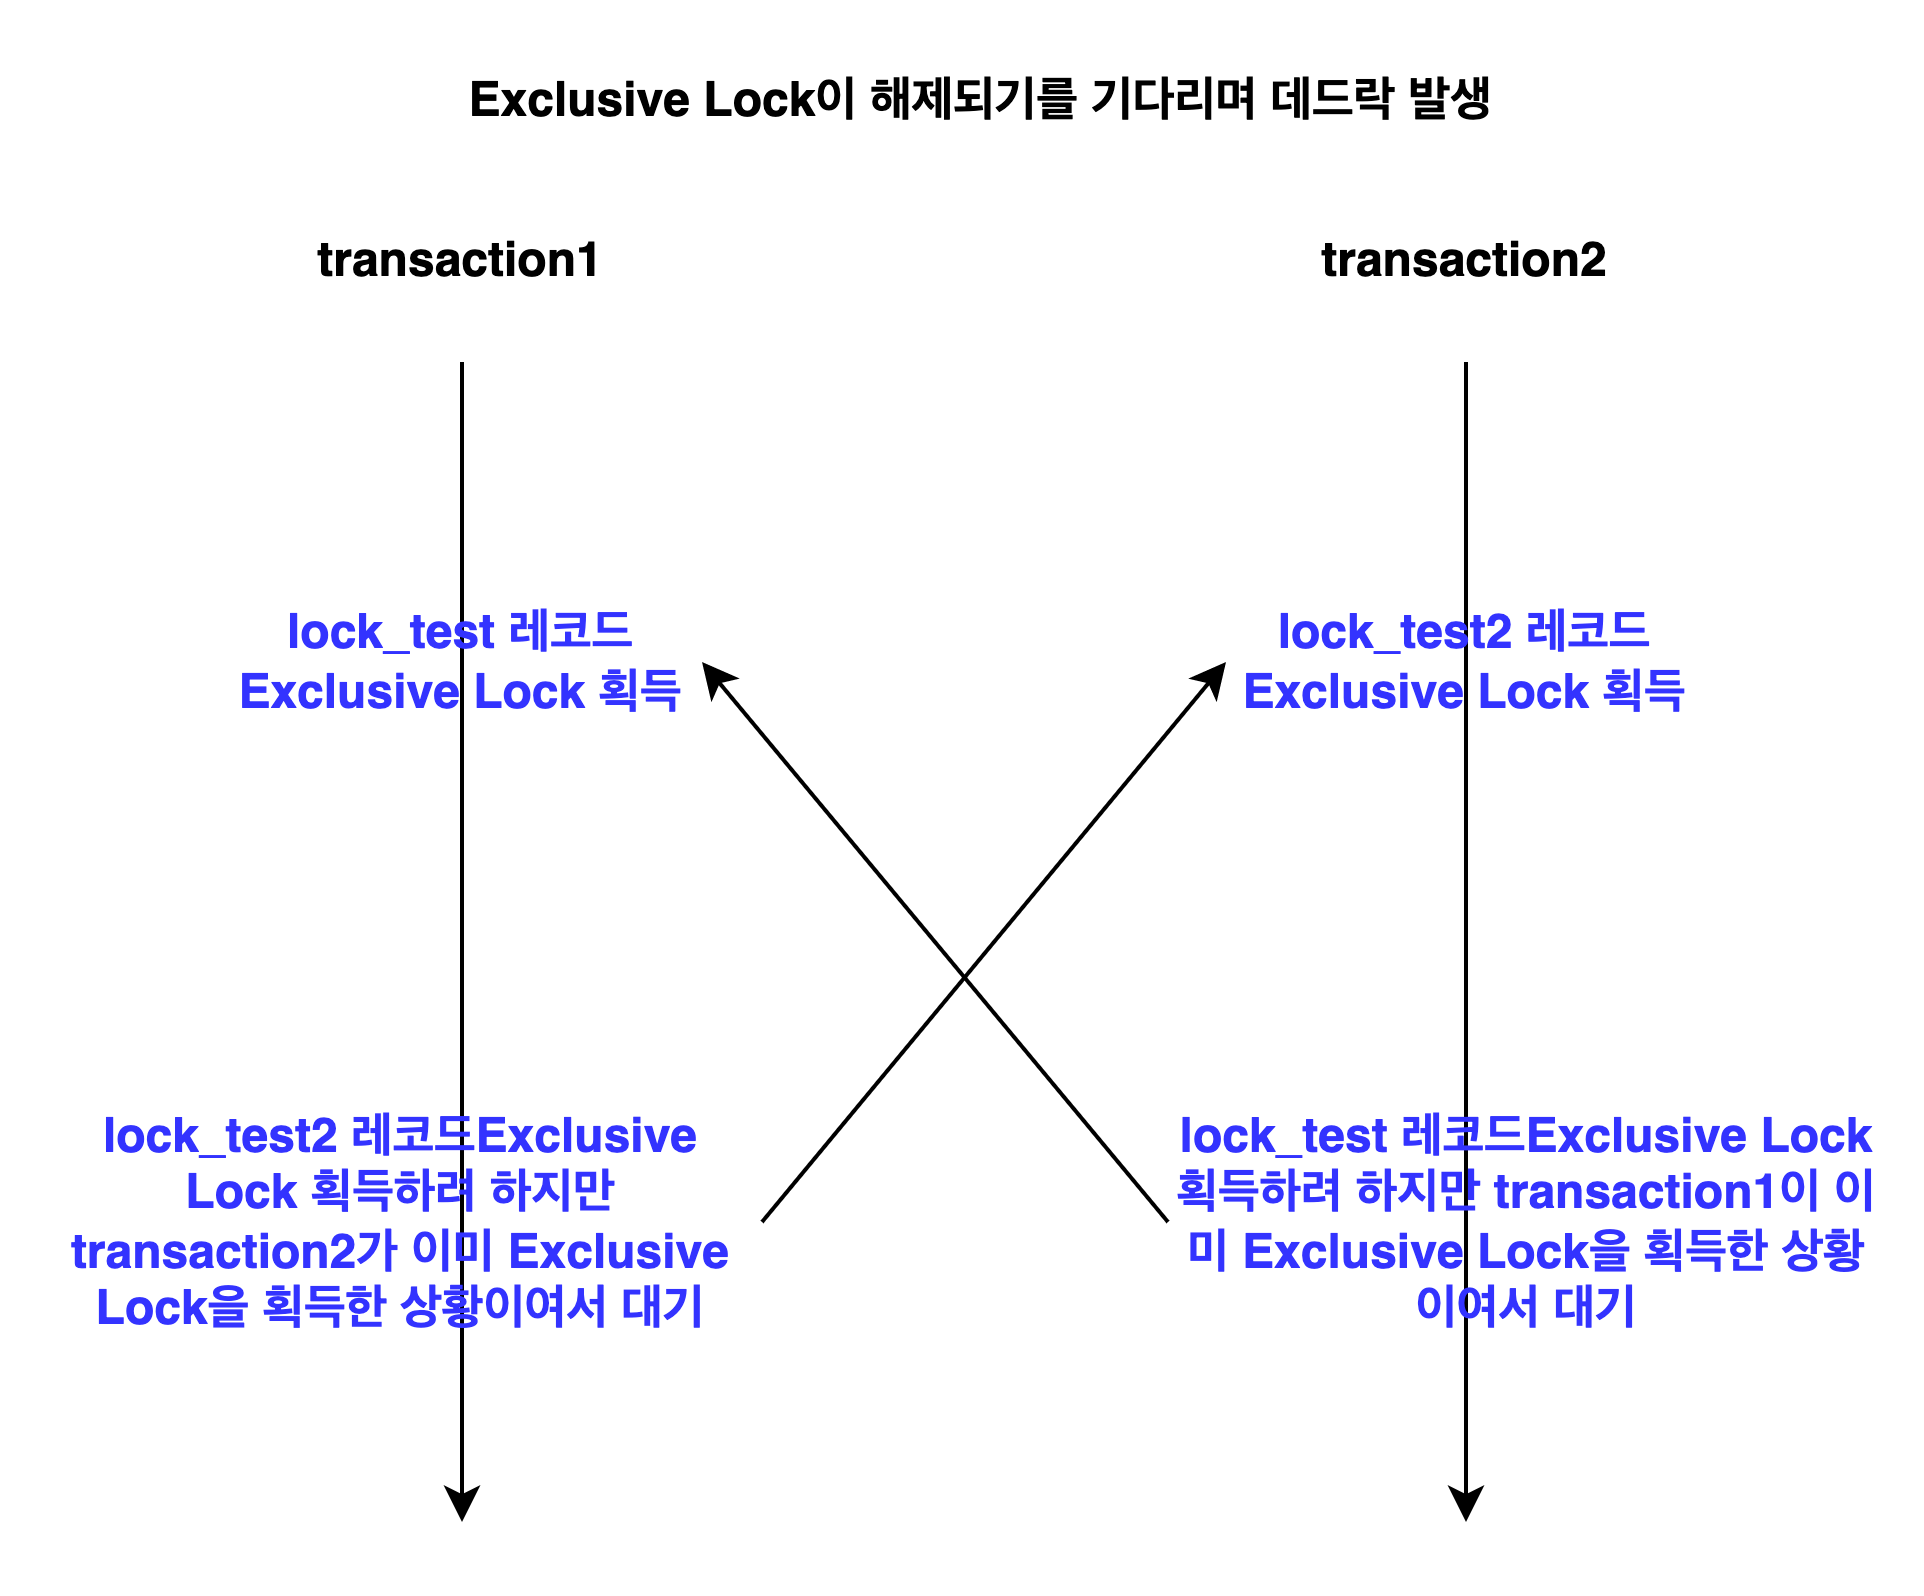 Exclusive Lock이 해제되기를 기다리며 데드락 발생
transaction1
transaction2
lock_test 레코드
Exclusive Lock 획득
lock_test2 레코드
Exclusive Lock 획득
lock_test2 레코드Exclusive
Lock 획득하려 하지만
transaction2가 이미 Exclusive
Lock을 획득한 상황이여서 대기
lock_test 레코드Exclusive Lock
획득하려 하지만 transaction1이 이
미 Exclusive Lock을 획득한 상황
이여서 대기